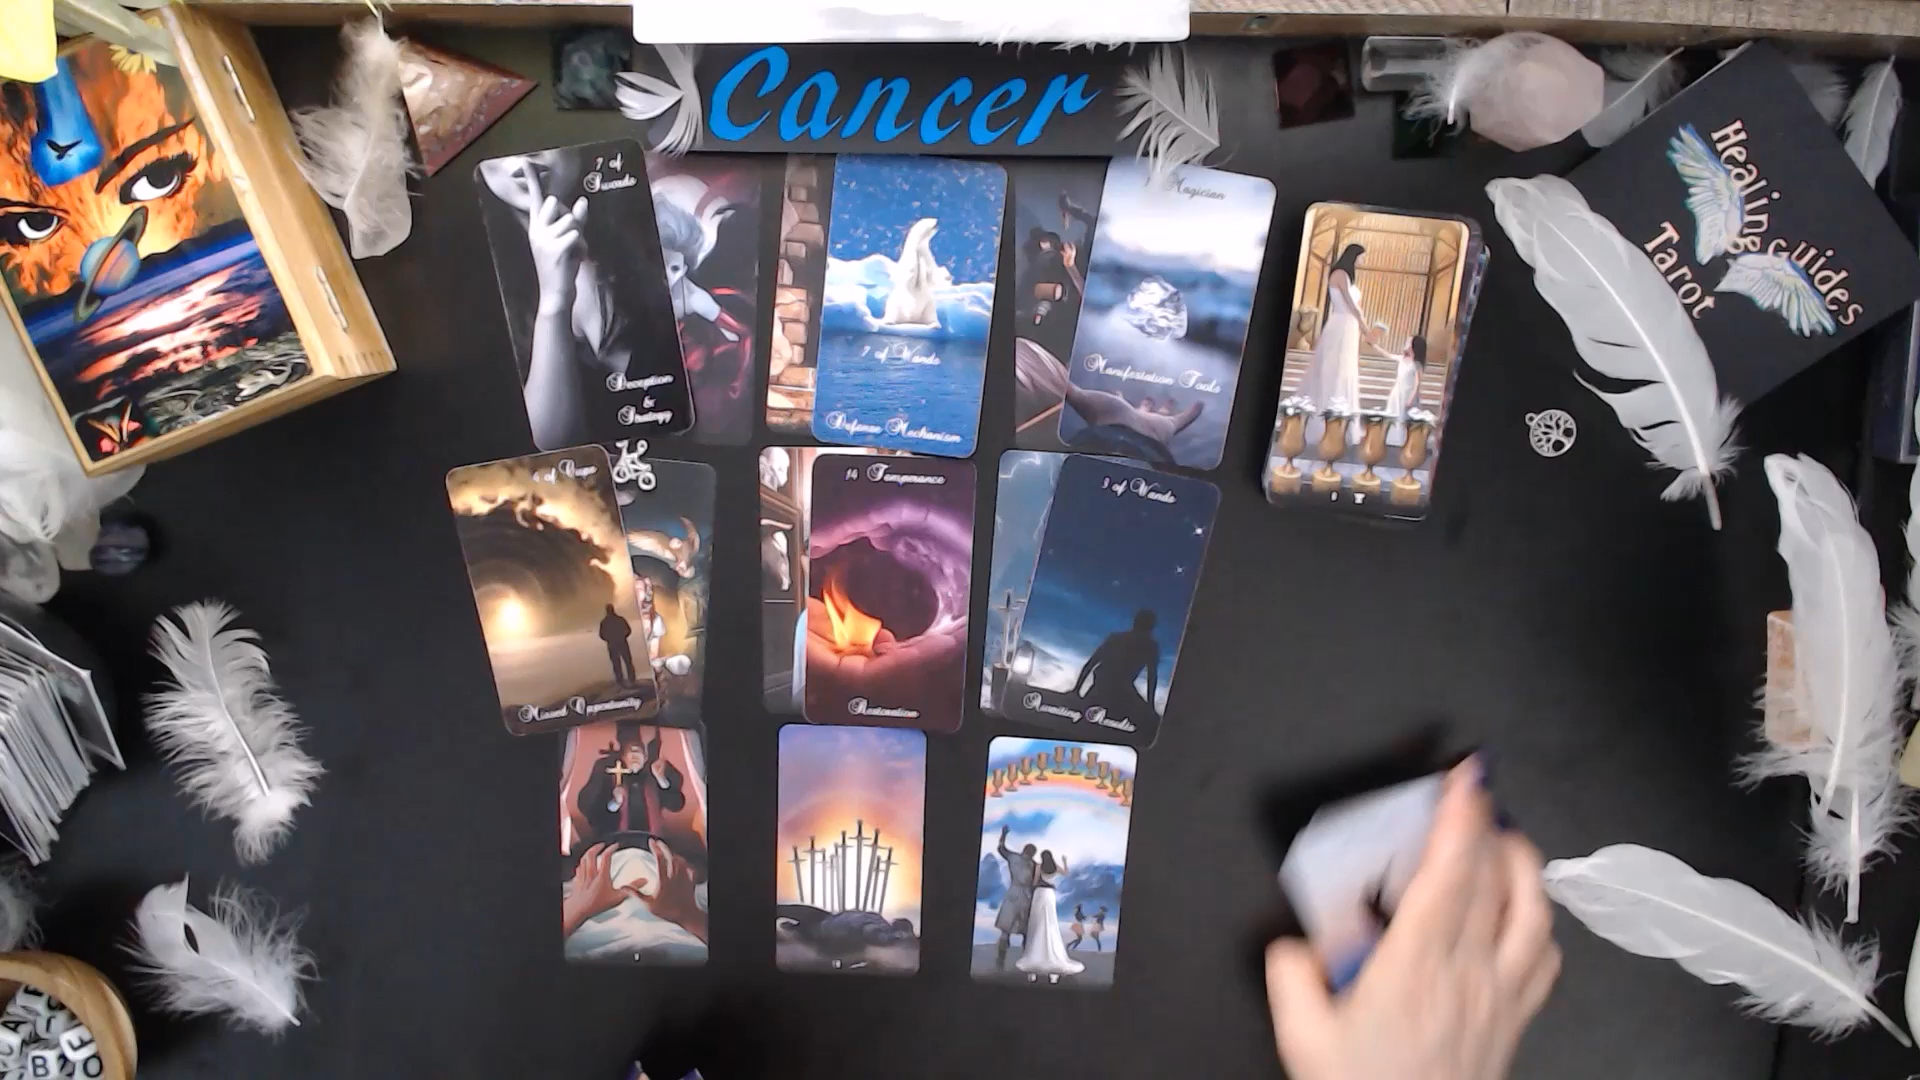 Cancer
Healing guides
Tarot
7 of
Swords
Deception
&
Strategy
7 of Wands
Defense Mechanism
Magician
Manifestation Tools
4 of Cups
Missed Opportunity
14 Temperance
Restoration
3 of Wands
Awaiting Results
A
B
F
O